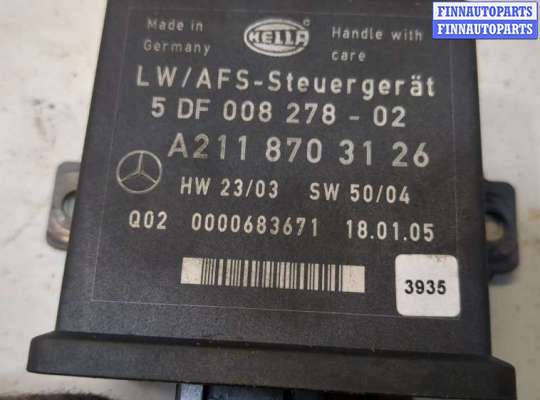 FINNAUTOPARTS
FINNAUTOPARTS
Made in
Germany
HELLA
Handle with
care
LW/AFS-Steuergerät
5 DF 008 278 - 02
A211 870 31 26
HW 23/03 SW 50/04
Q02 0000683671 18.01.05
3935